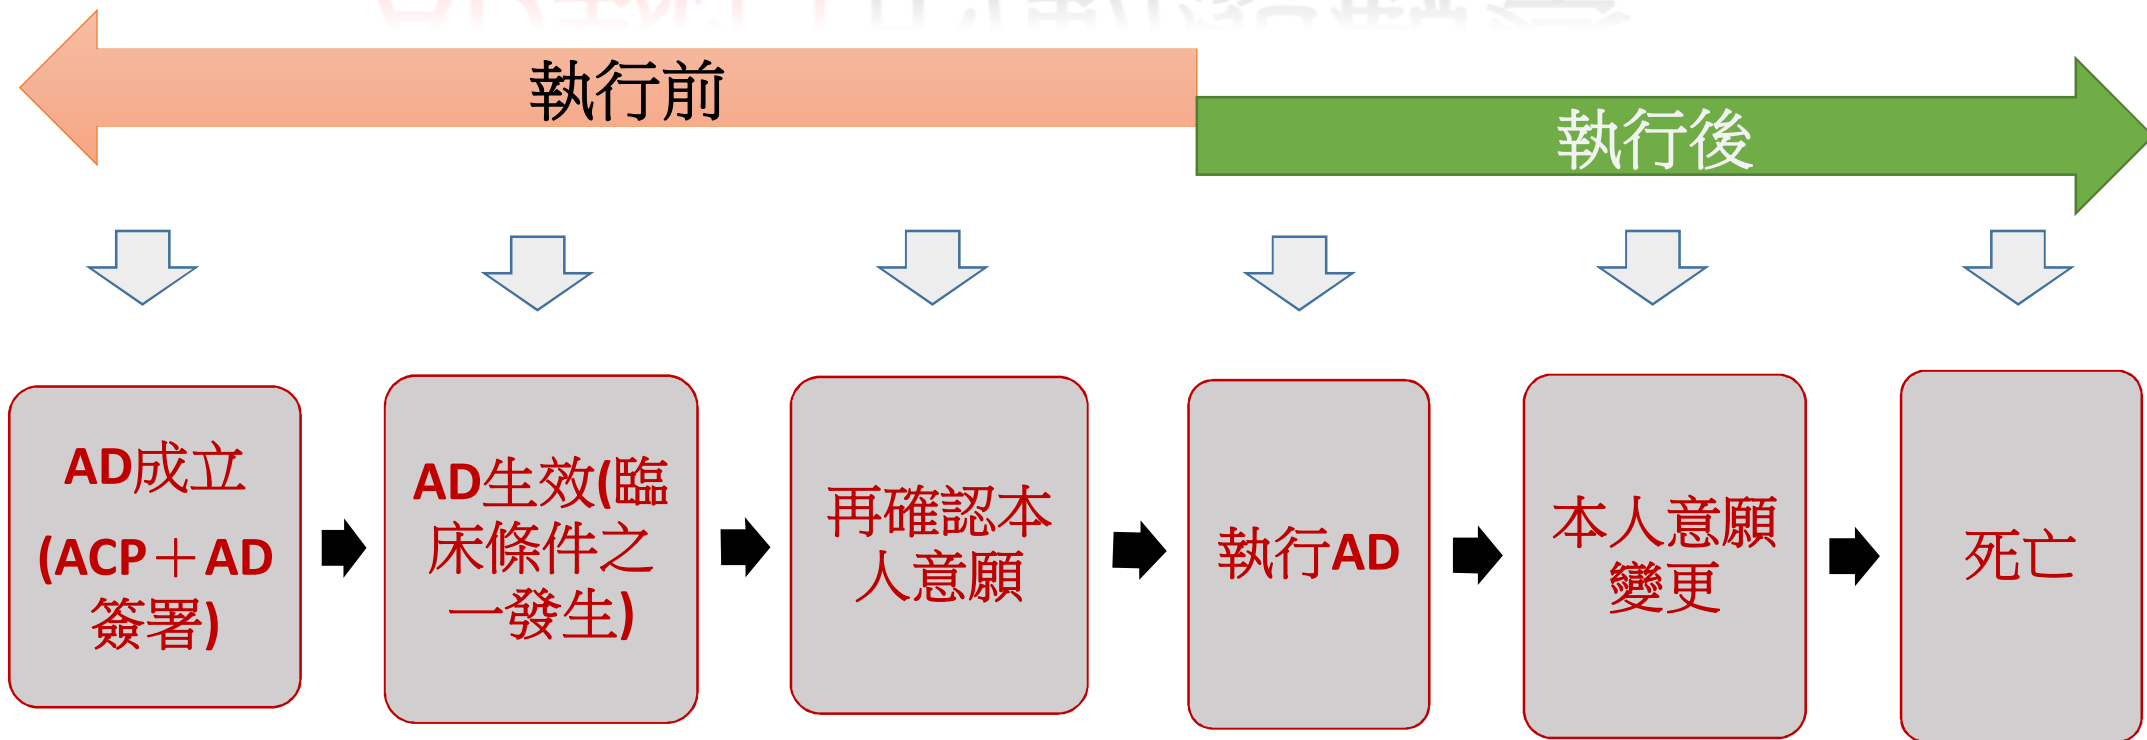 執行前
執行後
AD成立
(ACP＋AD
簽署)
AD生效(臨
床條件之
一發生)
再確認本
人意願
執行AD
本人意願
變更
死亡